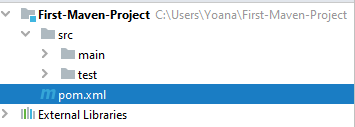 First-Maven-Project C:\Users\Yoana\First-Maven-Project
src
main
test
m pom.xml
External Libraries